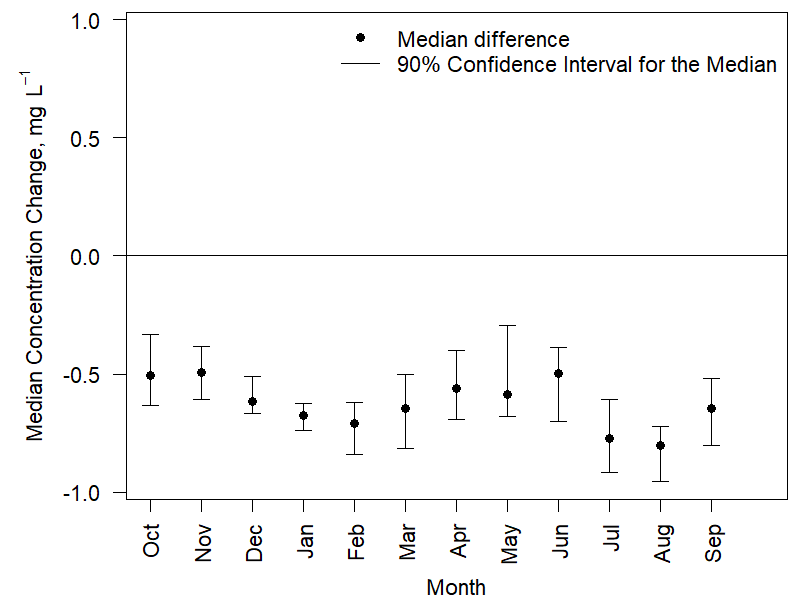 Median difference
90% Confidence Interval for the Median
Median Concentration Change, mg L⁻¹
1.0
0.5
0.0
-0.5
-1.0
Oct Nov Dec Jan Feb Mar Apr May Jun Jul Aug Sep
Month